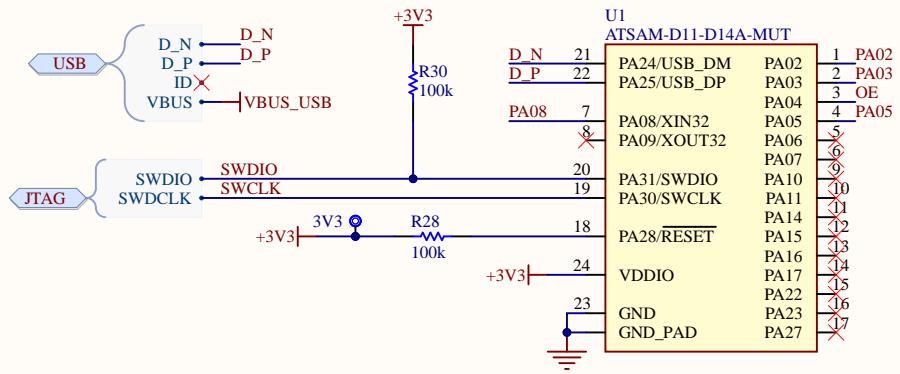 +3V3
U1
ATSAM-D11-D14A-MUT
USB
D_N
D_P
ID
VBUS
D_N
D_P
VBUS_USB
R30
100k
D_N
D_P
PA08
21
22
7
8
20
19
18
24
23
PA24/USB_DM
PA25/USB_DP
PA08/XIN32
PA09/XOUT32
PA31/SWDIO
PA30/SWCLK
PA28/RESET
VDDIO
GND
GND_PAD
PA02
PA03
PA04
PA05
PA06
PA07
PA10
PA11
PA14
PA15
PA16
PA17
PA22
PA23
PA27
1
2
3
4
5
6
9
10
11
12
13
14
15
16
17
PA02
PA03
OE
PA05
JTAG
SWDIO
SWDCLK
SWDIO
SWCLK
+3V3
3V3
R28
100k
+3V3